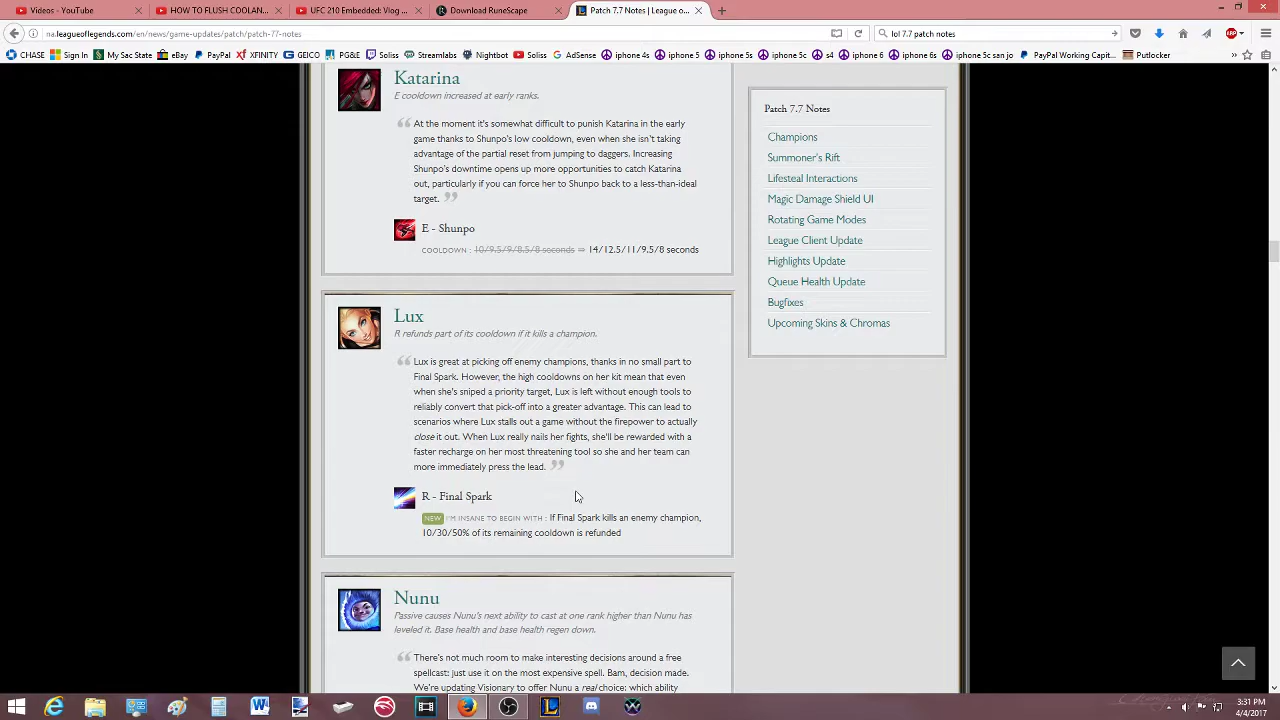 Videos - YouTube
HOW TO FLUSH COOLAN...
UFC 210 Embedded: Vlog ...
Download RuneScape
Patch 7.7 Notes | League o...
na.leagueoflegends.com/en/news/game-updates/patch/patch-77-notes
lol 7.7 patch notes
CHASE
Sign In
My Sac State
eBay
PayPal
XFINITY
GEICO
PG&E
Soliss
Streamlabs
Nightbot
Soliss
AdSense
iphone 4s
iphone 5
iphone 5s
iphone 5c
s4
iphone 6
iphone 6s
iphone 5c san jo
PayPal Working Capit...
Putlocker
Katarina
E cooldown increased at early ranks.
At the moment it's somewhat difficult to punish Katarina in the early
game thanks to Shunpo's low cooldown, even when she isn't taking
advantage of the partial reset from jumping to daggers. Increasing
Shunpo's downtime opens up more opportunities to catch Katarina
out, particularly if you can force her to Shunpo back to a less-than-ideal
target.
E - Shunpo
COOLDOWN : 10/9.5/9/8.5/8 seconds ⇒ 14/12.5/11/9.5/8 seconds
Lux
R refunds part of its cooldown if it kills a champion.
Lux is great at picking off enemy champions, thanks in no small part to
Final Spark. However, the high cooldowns on her kit mean that even
when she's sniped a priority target, Lux is left without enough tools to
reliably convert that pick-off into a greater advantage. This can lead to
scenarios where Lux stalls out a game without the firepower to actually
close it out. When Lux really nails her fights, she'll be rewarded with a
faster recharge on her most threatening tool so she and her team can
more immediately press the lead.
R - Final Spark
NEW I'M INSANE TO BEGIN WITH : If Final Spark kills an enemy champion,
10/30/50% of its remaining cooldown is refunded
Nunu
Passive causes Nunu's next ability to cast at one rank higher than Nunu has
leveled it. Base health and base health regen down.
There's not much room to make interesting decisions around a free
spellcast: just use it on the most expensive spell. Bam, decision made.
We're updating Visionary to offer Nunu a real choice: which ability
Patch 7.7 Notes
Champions
Summoner's Rift
Lifesteal Interactions
Magic Damage Shield UI
Rotating Game Modes
League Client Update
Highlights Update
Queue Health Update
Bugfixes
Upcoming Skins & Chromas
3:31 PM
4/4/2017